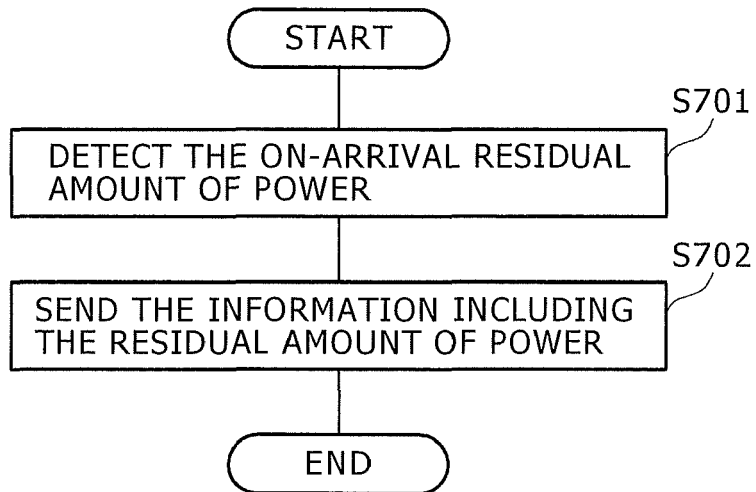 START
S701
DETECT THE ON-ARRIVAL RESIDUAL
AMOUNT OF POWER
S702
SEND THE INFORMATION INCLUDING
THE RESIDUAL AMOUNT OF POWER
END